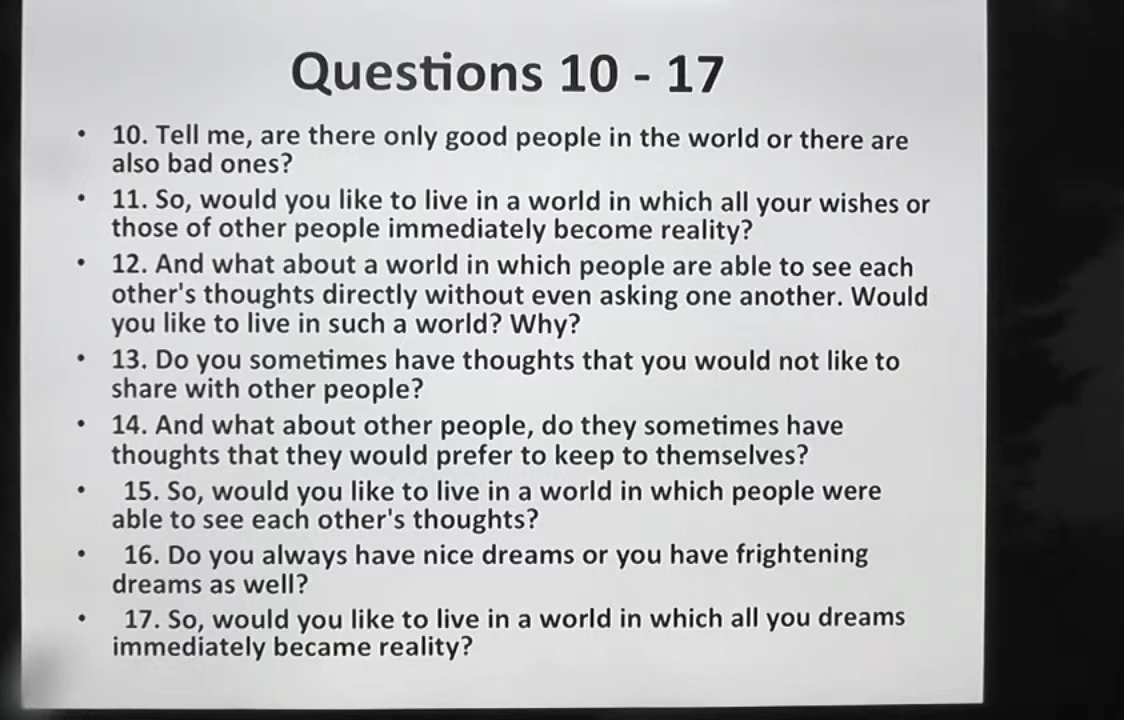 Questions 10 - 17
• 10. Tell me, are there only good people in the world or there are
also bad ones?
• 11. So, would you like to live in a world in which all your wishes or
those of other people immediately become reality?
• 12. And what about a world in which people are able to see each
other's thoughts directly without even asking one another. Would
you like to live in such a world? Why?
• 13. Do you sometimes have thoughts that you would not like to
share with other people?
• 14. And what about other people, do they sometimes have
thoughts that they would prefer to keep to themselves?
• 15. So, would you like to live in a world in which people were
able to see each other's thoughts?
• 16. Do you always have nice dreams or you have frightening
dreams as well?
• 17. So, would you like to live in a world in which all you dreams
immediately became reality?